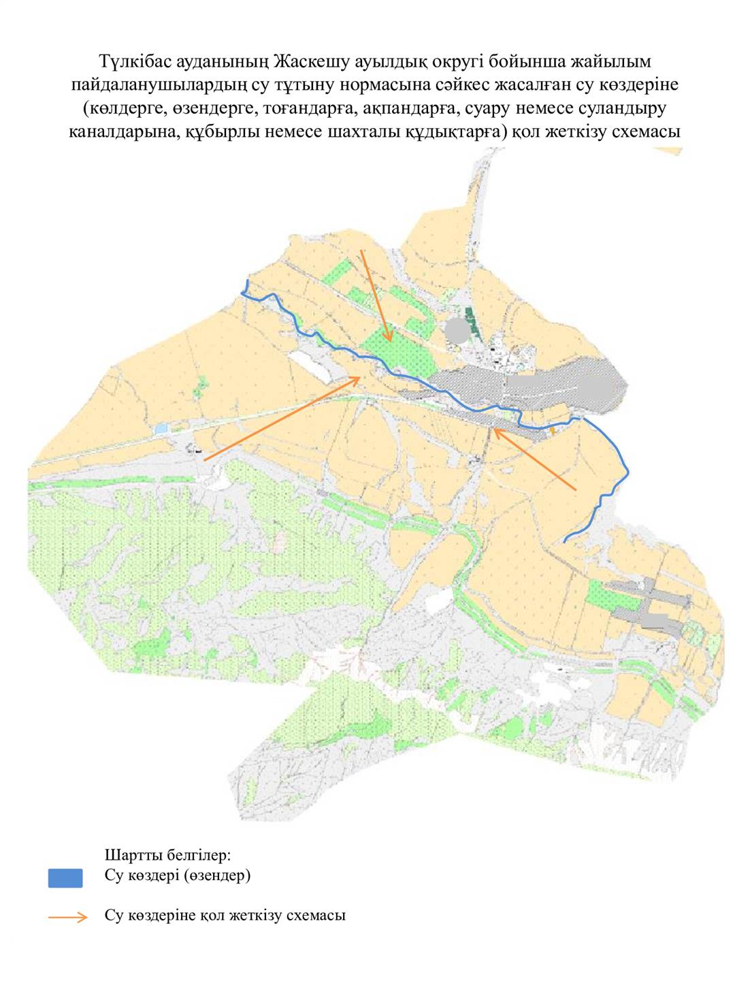 Түлкібас ауданының Жаскешу ауылдық округі бойынша жайылым
пайдаланушылардың су тұтыну нормасына сәйкес жасалған су көздеріне
(көлдерге, өзендерге, тоғандарға, ақпандарға, суару немесе суландыру
каналдарына, құбырлы немесе шахталы құдықтарға) қол жеткізу схемасы
Шартты белгілер:
Су көздері (өзендер)
Су көздеріне қол жеткізу схемасы